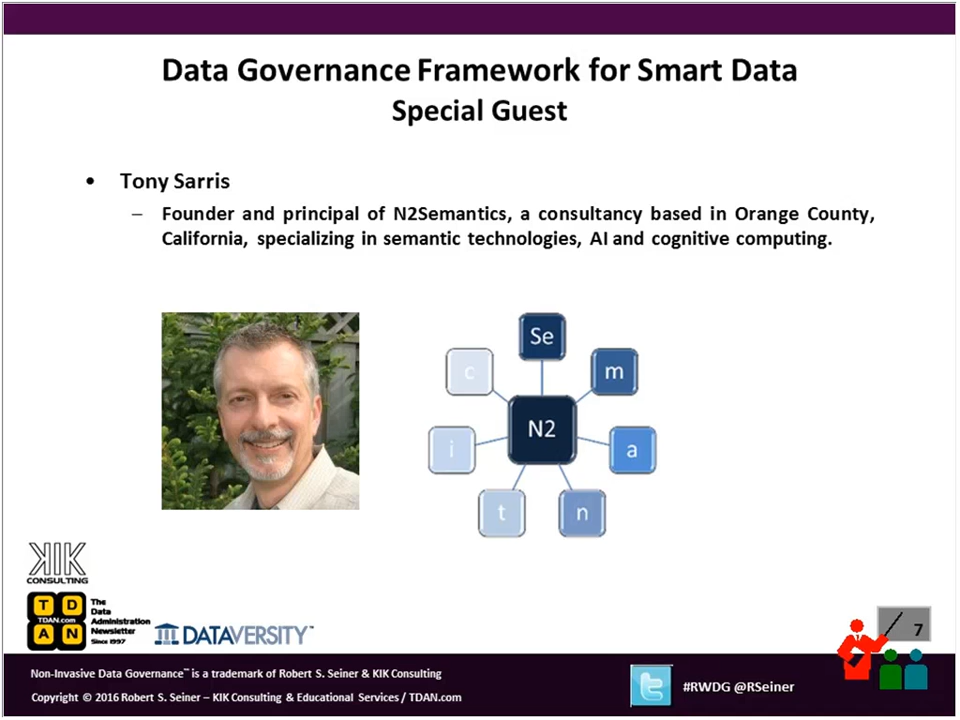 Data Governance Framework for Smart Data
Special Guest
• Tony Sarris
– Founder and principal of N2Semantics, a consultancy based in Orange County,
California, specializing in semantic technologies, AI and cognitive computing.
Se
c
m
N2
i
a
t
n
KIK
CONSULTING
T D
TDAN.com
A N
The
Data
Administration
Newsletter
Since 1997
DATAVERSITY™
7
Non-Invasive Data Governance™ is a trademark of Robert S. Seiner & KIK Consulting
Copyright © 2016 Robert S. Seiner – KIK Consulting & Educational Services / TDAN.com
#RWDG @RSeiner